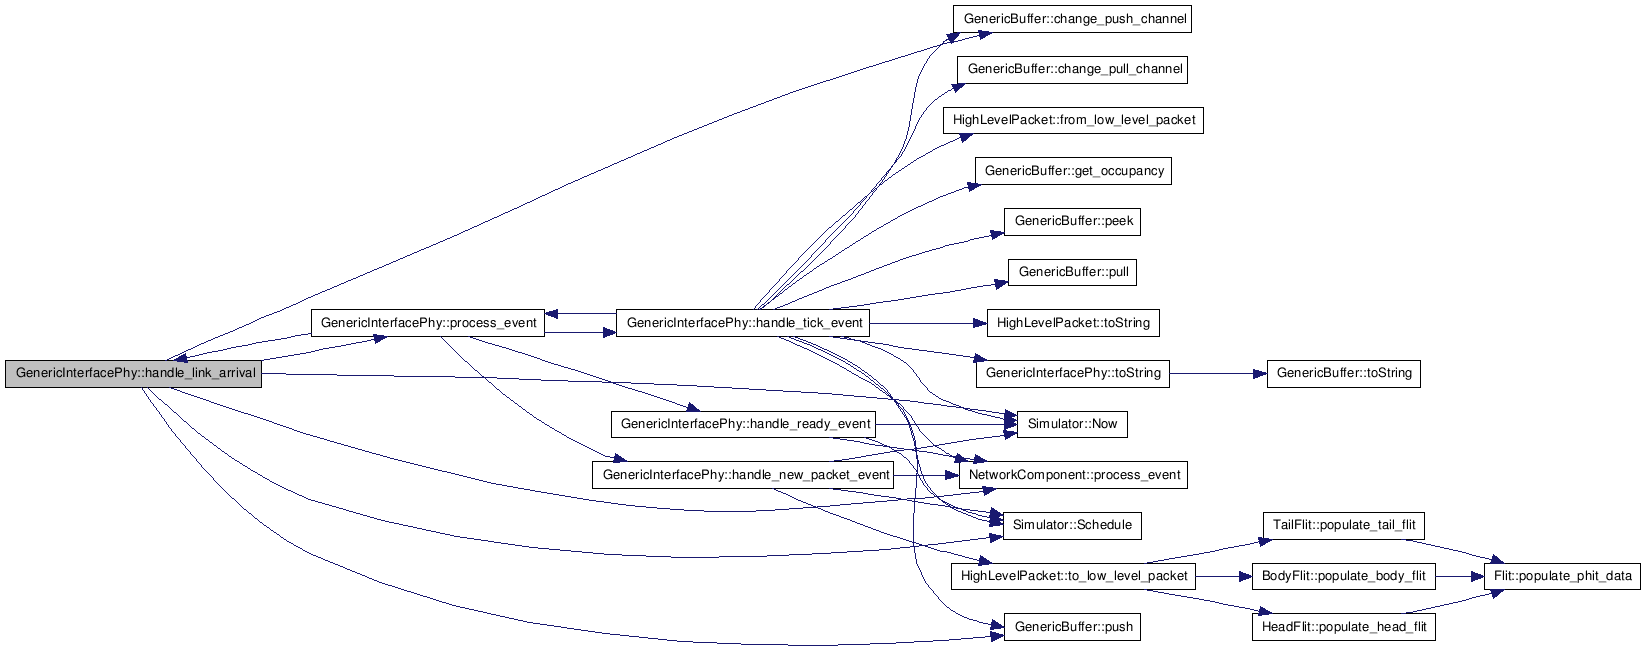 GenericBuffer::change_push_channel
GenericBuffer::change_pull_channel
HighLevelPacket::from_low_level_packet
GenericBuffer::get_occupancy
GenericBuffer::peek
GenericBuffer::pull
GenericInterfacePhy::process_event
GenericInterfacePhy::handle_tick_event
HighLevelPacket::toString
GenericInterfacePhy::handle_link_arrival
GenericInterfacePhy::toString
GenericBuffer::toString
GenericInterfacePhy::handle_ready_event
Simulator::Now
GenericInterfacePhy::handle_new_packet_event
NetworkComponent::process_event
Simulator::Schedule
TailFlit::populate_tail_flit
HighLevelPacket::to_low_level_packet
BodyFlit::populate_body_flit
Flit::populate_phit_data
GenericBuffer::push
HeadFlit::populate_head_flit